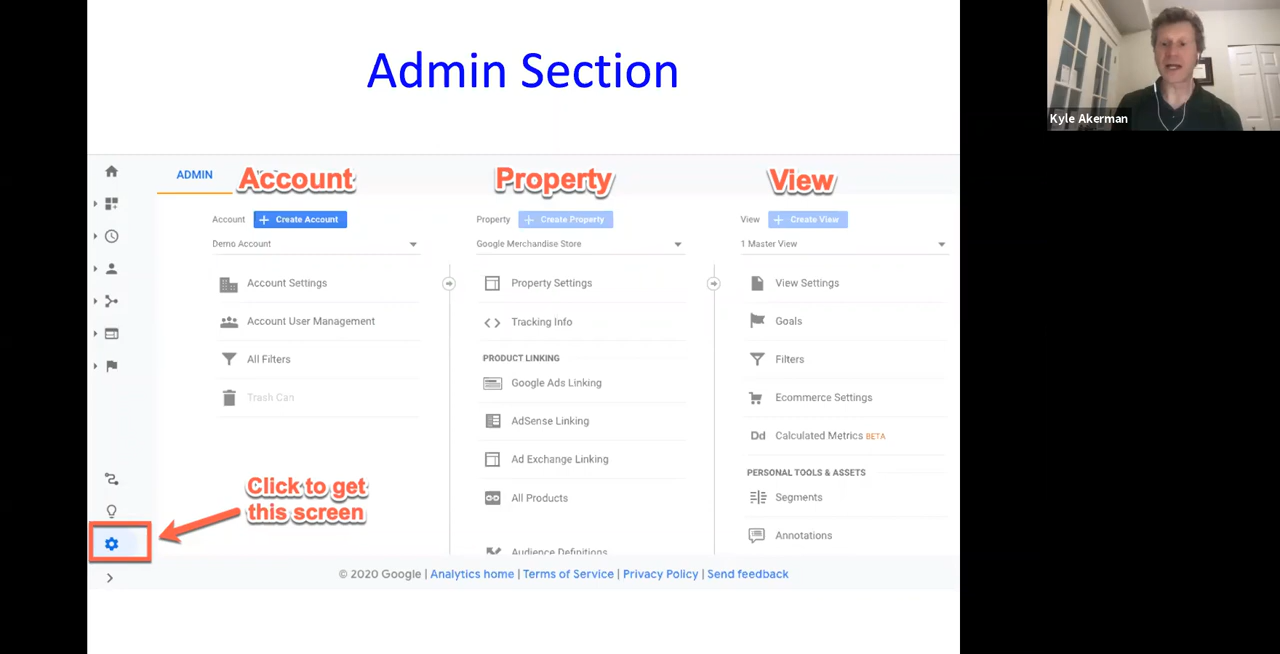 Admin Section
Kyle Akerman
ADMIN
Account
Property
View
Account
+ Create Account
Property
+ Create Property
View
+ Create View
Demo Account
Google Merchandise Store
1 Master View
Account Settings
Account User Management
All Filters
Trash Can
Property Settings
Tracking Info
PRODUCT LINKING
Google Ads Linking
AdSense Linking
Ad Exchange Linking
All Products
Audience Definitions
View Settings
Goals
Filters
Ecommerce Settings
Dd Calculated Metrics BETA
PERSONAL TOOLS & ASSETS
Segments
Annotations
Click to get
this screen
© 2020 Google | Analytics home | Terms of Service | Privacy Policy | Send feedback